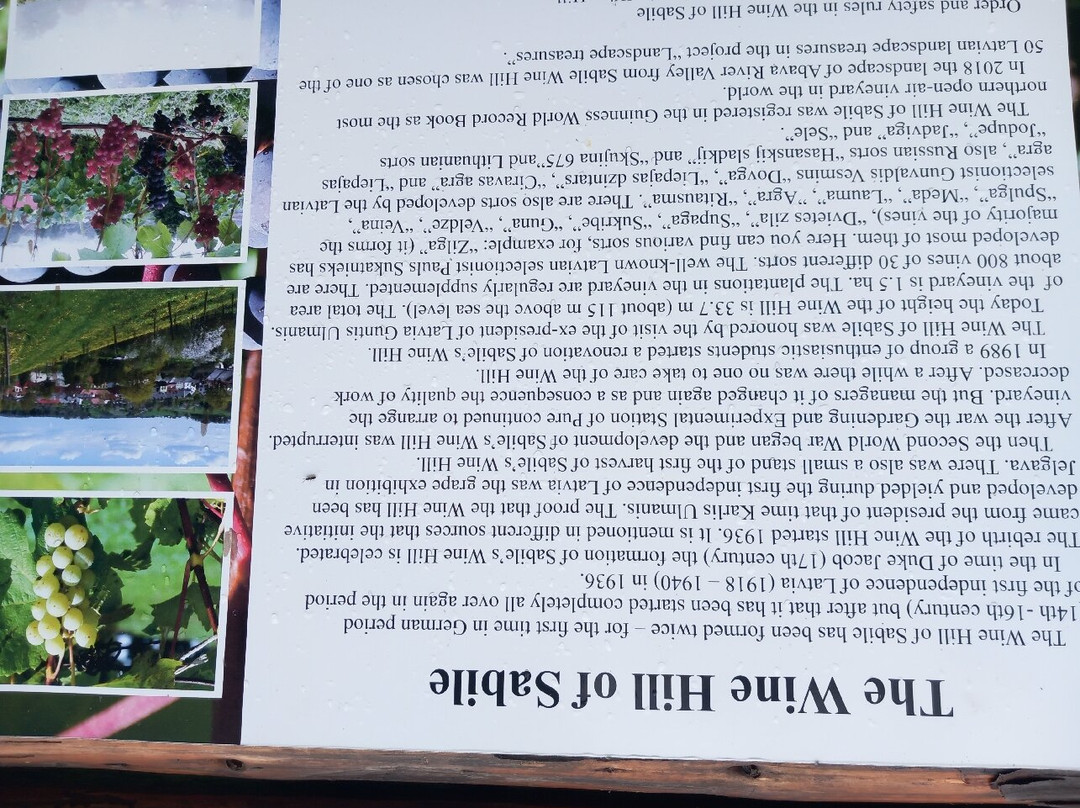 The Wine Hill of Sabile
The Wine Hill of Sabile has been formed twice – for the first time in German period
14th -16th century) but after that it has been started completely all over again in the period
of the first independence of Latvia (1918 – 1940) in 1936.
In the time of Duke Jacob (17th century) the formation of Sabile's Wine Hill is celebrated.
The rebirth of the Wine Hill started 1936. It is mentioned in different sources that the initiative
came from the president of that time Karlis Ulmanis. The proof that the Wine Hill has been
developed and yielded during the first independence of Latvia was the grape exhibition in
Jelgava. There was also a small stand of the first harvest of Sabile's Wine Hill.
Then the Second World War began and the development of Sabile's Wine Hill was interrupted.
After the war the Gardening and Experimental Station of Pure continued to arrange the
vineyard. But the managers of it changed again and as a consequence the quality of work
decreased. After a while there was no one to take care of the Wine Hill.
In 1989 a group of enthusiastic students started a renovation of Sabile's Wine Hill.
The Wine Hill of Sabile was honored by the visit of the ex-president of Latvia Guntis Ulmanis.
Today the height of the Wine Hill is 33.7 m (about 115 m above the sea level). The total area
of the vineyard is 1.5 ha. The plantations in the vineyard are regularly supplemented. There are
about 800 vines of 30 different sorts. The well-known Latvian selectionist Pauls Sukatnieks has
developed most of them. Here you can find various sorts, for example: "Zilga" (it forms the
majority of the vines), "Dvietes zila", "Supaga", "Sukribe", "Guna", "Veldze", "Veina",
"Spulga", "Meda", "Launa", "Agra", "Ritausma". There are also sorts developed by the Latvian
selectionist Gunvaldis Vesmins "Dovga", "Liepajas dzintars", "Ciravas agra" and "Liepajas
agra", also Russian sorts "Hasanskij sladkij" and "Skujina 675"and Lithuanian sorts
"Jodupe", "Jadviga" and "Sele".
The Wine Hill of Sabile was registered in the Guinness World Record Book as the most
northern open-air vineyard in the world.
In 2018 the landscape of Abava River Valley from Sabile Wine Hill was chosen as one of the
50 Latvian landscape treasures in the project "Landscape treasures".
Order and safety rules in the Wine Hill of Sabile